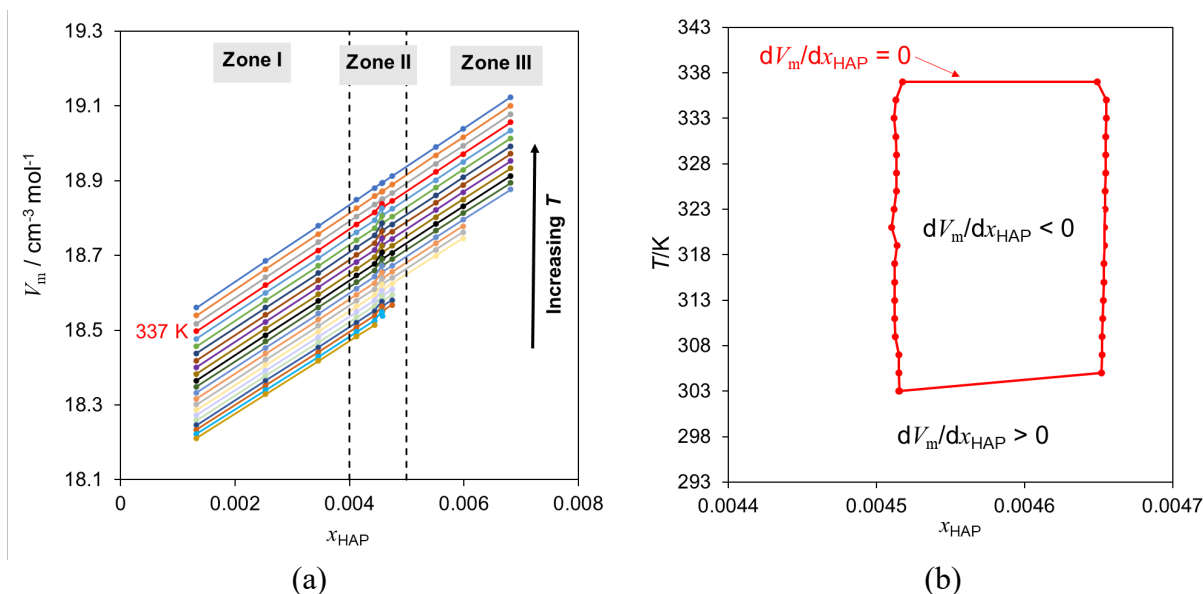 19.3
19.1
18.9
18.7
18.5
18.3
18.1
0
0.002
0.004
0.006
0.008
Vm / cm-3 mol-1
xHAP
Zone I
Zone II
Zone III
337 K
Increasing T
(a)
343
338
333
328
323
318
313
308
303
298
293
0.0044
0.0045
0.0046
0.0047
T/K
xHAP
dVm/dxHAP = 0
dVm/dxHAP < 0
dVm/dxHAP > 0
(b)